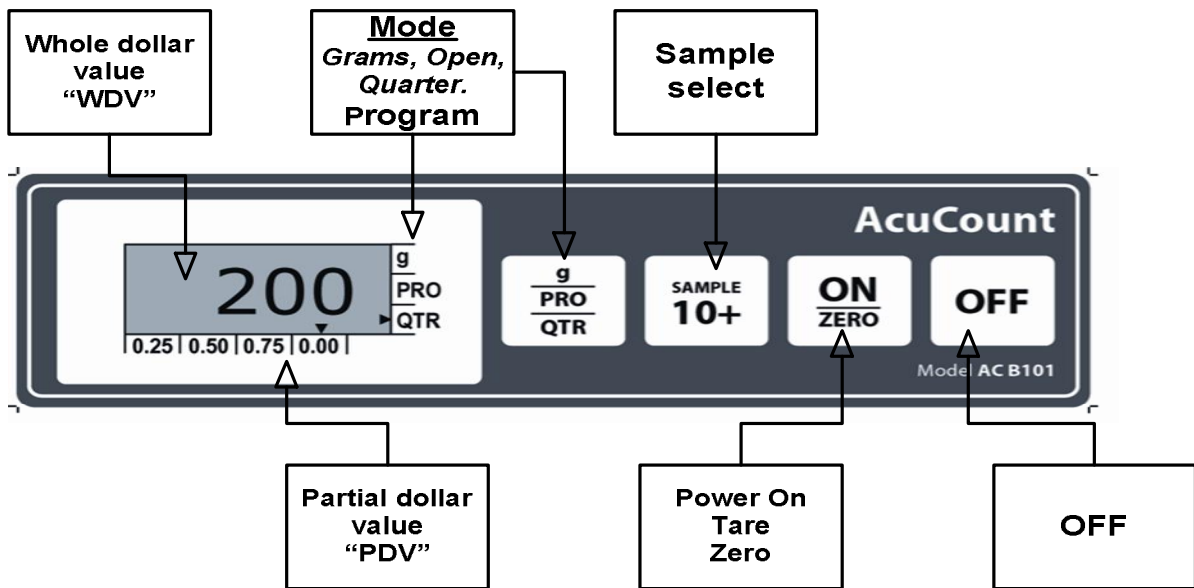 Whole dollar
value
“WDV”
Mode
Grams, Open,
Quarter.
Program
Sample
select
AcuCount
200
g
PRO
QTR
0.25 | 0.50 | 0.75 | 0.00 |
g
PRO
QTR
SAMPLE
10+
ON
ZERO
OFF
Model AC B101
Partial dollar
value
“PDV”
Power On
Tare
Zero
OFF